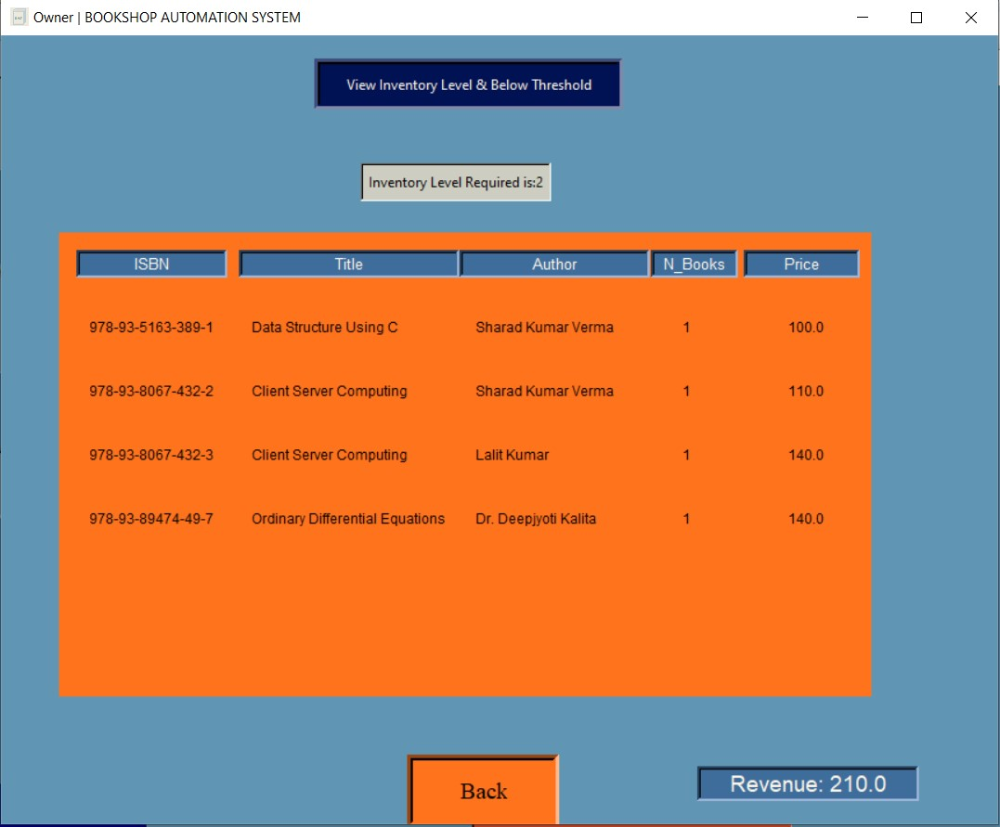 Owner | BOOKSHOP AUTOMATION SYSTEM
View Inventory Level & Below Threshold
Inventory Level Required is:2
ISBN Title Author N_Books Price
978-93-5163-389-1 Data Structure Using C Sharad Kumar Verma 1 100.0
978-93-8067-432-2 Client Server Computing Sharad Kumar Verma 1 110.0
978-93-8067-432-3 Client Server Computing Lalit Kumar 1 140.0
978-93-89474-49-7 Ordinary Differential Equations Dr. Deepjyoti Kalita 1 140.0
Back
Revenue: 210.0